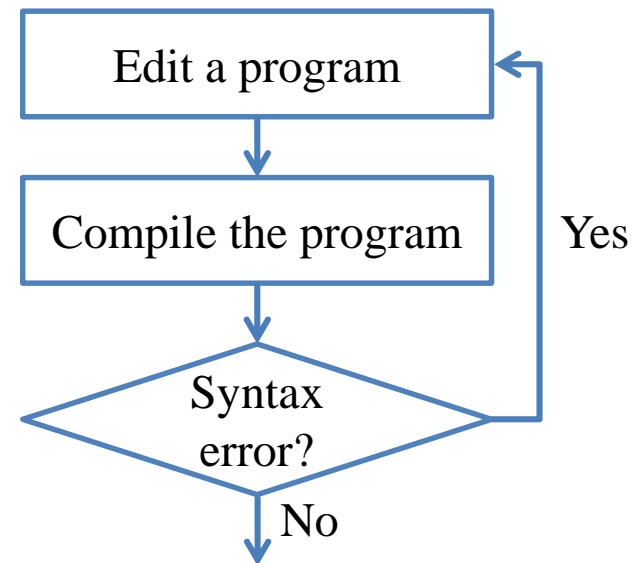 Edit a program
Compile the program
Yes
Syntax
error?
No